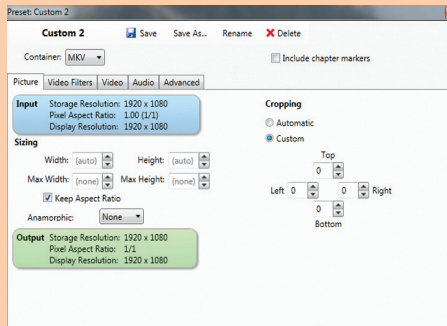 Preset: Custom 2
Custom 2 Save Save As... Rename Delete
Container: MKV Include chapter markers
Picture Video Filters Video Audio Advanced
Input Storage Resolution: 1920 x 1080
Pixel Aspect Ratio: 1.00 (1/1)
Display Resolution: 1920 x 1080
Sizing
Width: (auto) Height: (auto)
Max Width: (none) Max Height: (none)
Keep Aspect Ratio
Anamorphic: None
Output Storage Resolution: 1920 x 1080
Pixel Aspect Ratio: 1/1
Display Resolution: 1920 x 1080
Cropping
Automatic
Custom
Top
0
Left 0 0 Right
0
Bottom